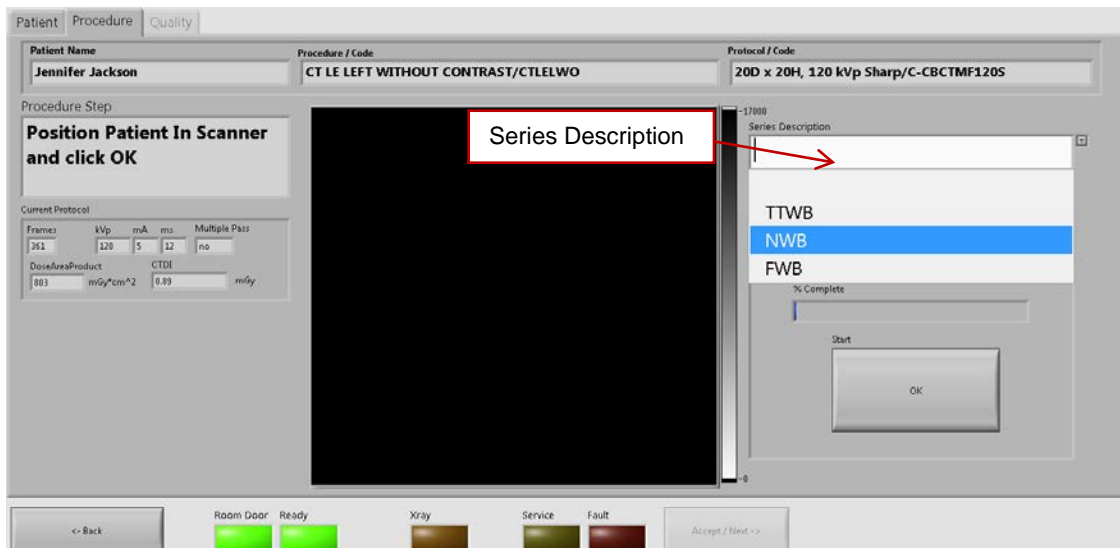 Patient Procedure Quality
Patient Name Procedure / Code Protocol / Code
Jennifer Jackson CT LE LEFT WITHOUT CONTRAST/CTLELWO 20D x 20H, 120 kVp Sharp/C-CBCTMF120S
Procedure Step
Position Patient In Scanner
and click OK
Series Description
-17000
Series Description
TTWB
NWB
FWB
Current Protocol
Frames kVp mA ms Multiple Pass
361 120 5 12 no
DoseAreaProduct CTDI
803 mGy*cm^2 0.89 mGy
% Complete
Start
OK
-0
Room Door Ready Xray Service Fault
<- Back Accept / Next ->